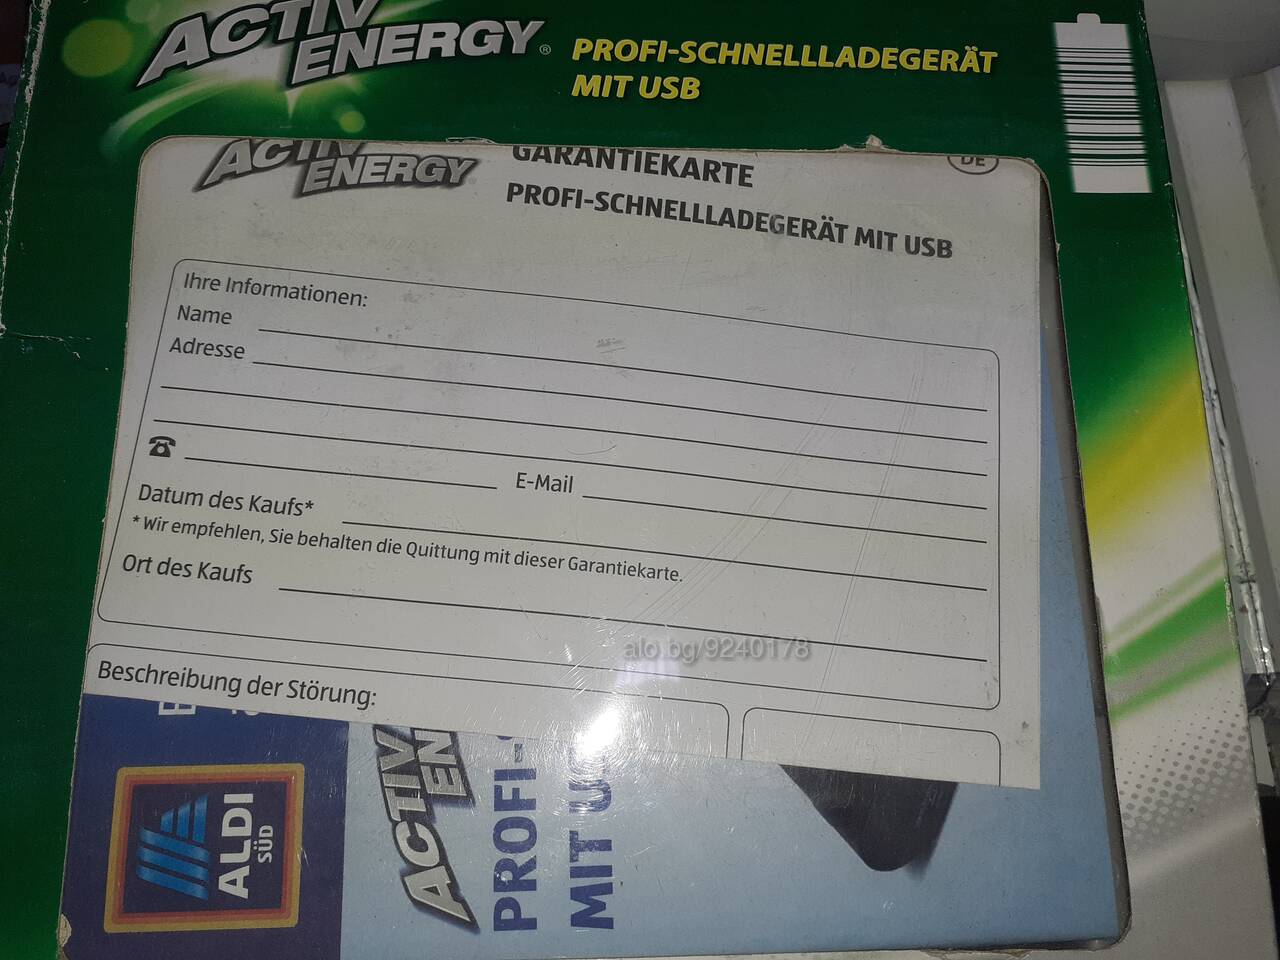 ACTIV ENERGY®
PROFI-SCHNELLLADEGERÄT
MIT USB
ACTIV ENERGY
GARANTIEKARTE
DE
PROFI-SCHNELLLADEGERÄT MIT USB
Ihre Informationen:
Name
Adresse
E-Mail
Datum des Kaufs*
* Wir empfehlen, Sie behalten die Quittung mit dieser Garantiekarte.
Ort des Kaufs
alo.bg/9240178
Beschreibung der Störung:
ALDI
SÜD
ACTIV
EN
PROFI-
MIT U